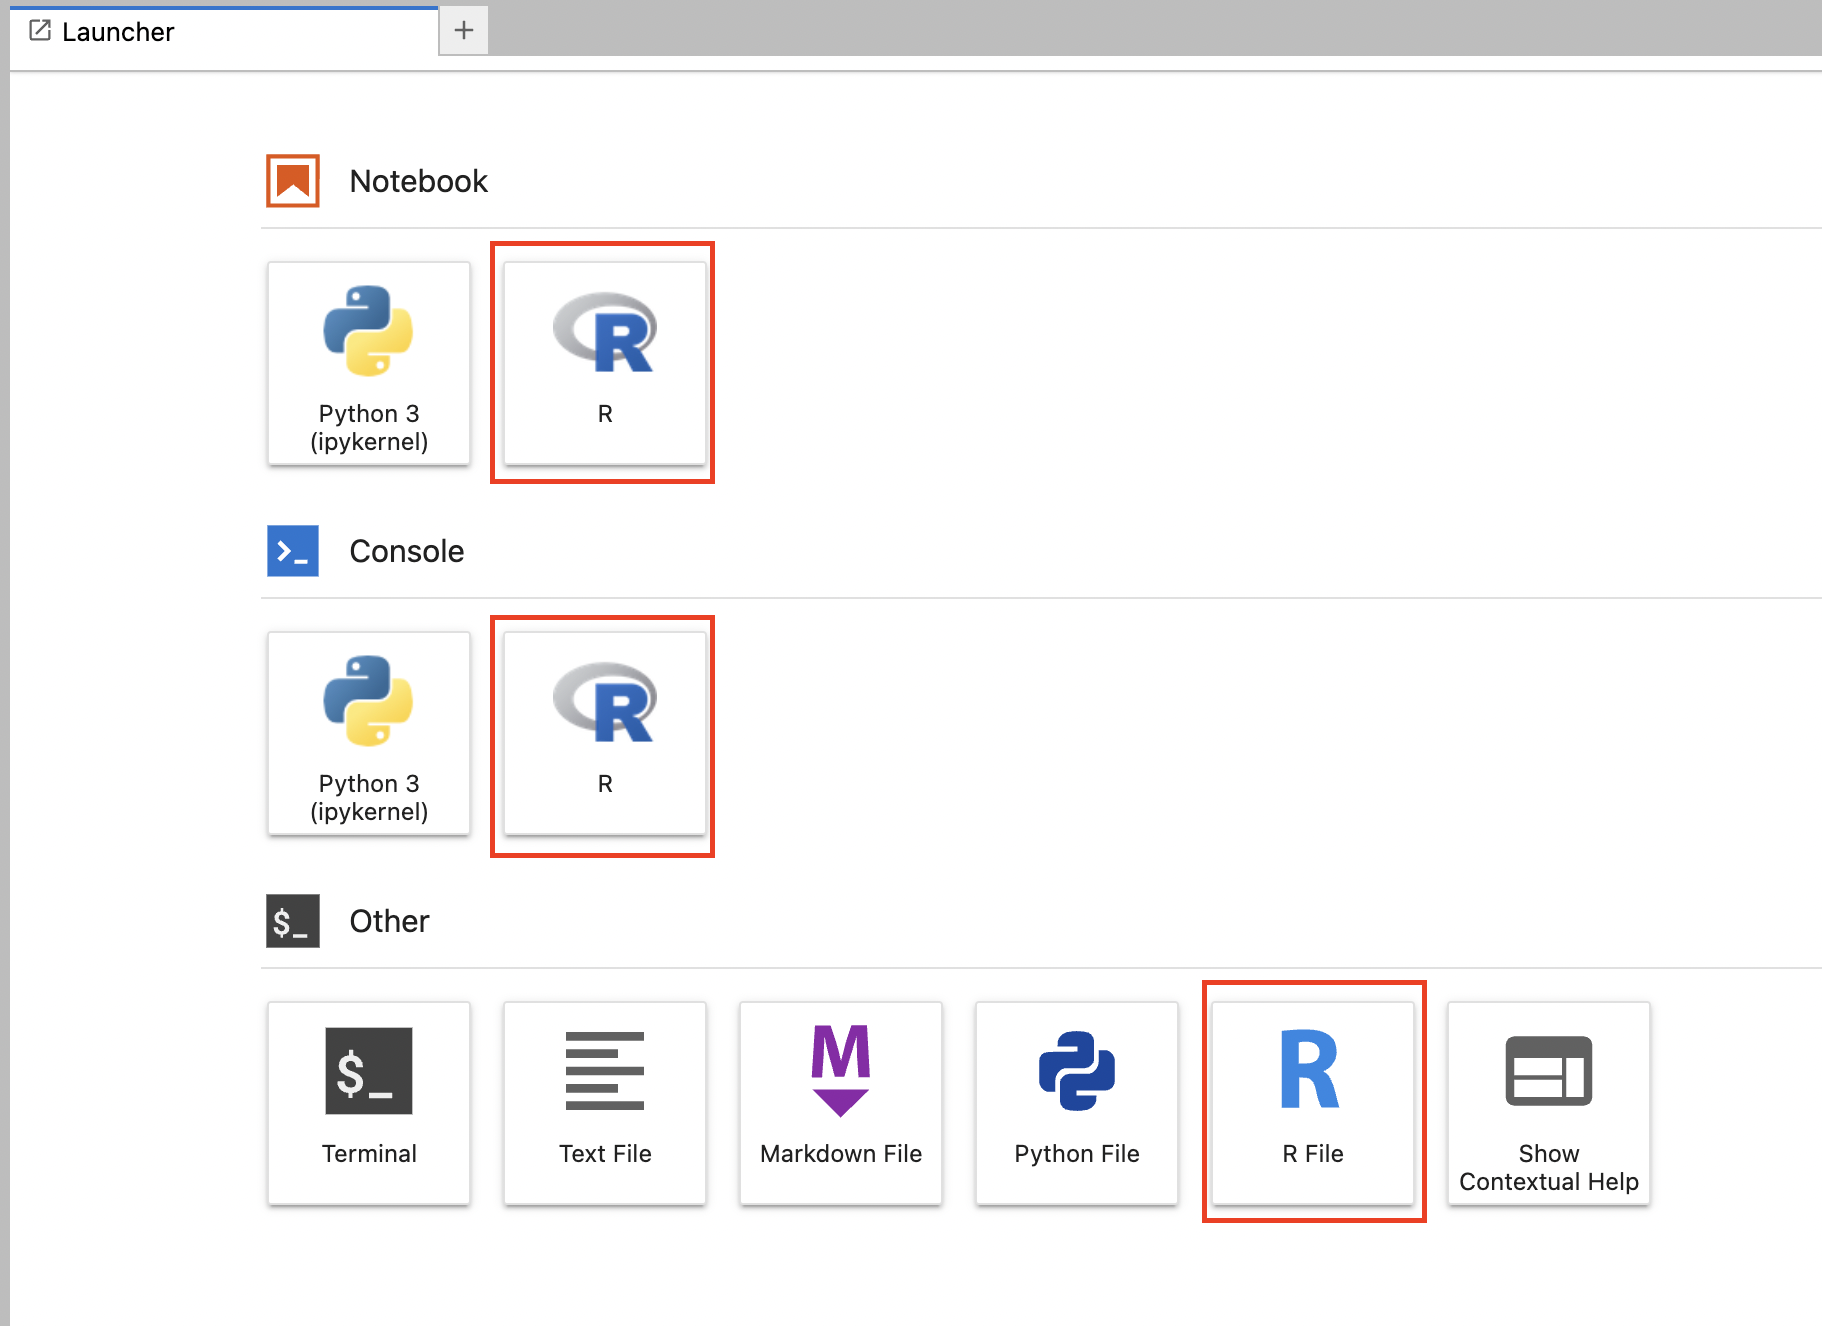 Launcher
Notebook
R
Python 3
(ipykernel)
R
Console
R
Python 3
(ipykernel)
R
$_ Other
$_
M
R
Terminal
Text File
Markdown File
Python File
R File
Show
Contextual Help